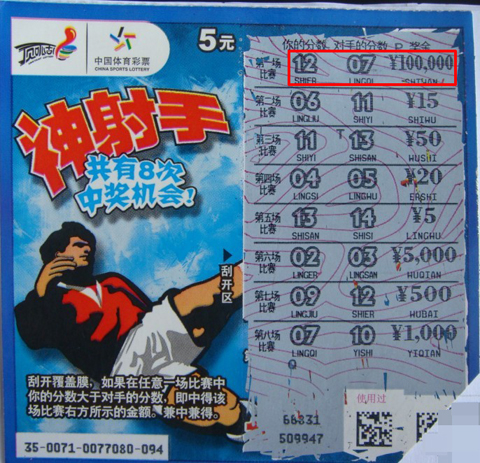 顶呱刮
中国体育彩票
CHINA SPORTS LOTTERY
5元
神射手
共有8次
中奖机会!
刮开区
刮开覆盖膜,如果在任意一场比赛中
你的分数大于对手的分数,即中得该
场比赛右方所示的金额。兼中兼得。
35-0071-0077080-094
你的分数 对手的分数 奖金
第一场比赛 12 07 ¥100,000
SHIER LINGQI SHIWAN
第二场比赛 06 11 ¥15
LINGLIU SHIYI SHIWU
第三场比赛 11 13 ¥50
SHIYI SHISAN WUSHI
第四场比赛 04 05 ¥20
LINGSI LINGWU ERSHI
第五场比赛 13 14 ¥5
SHISAN SHISI LINGWU
第六场比赛 02 03 ¥5,000
LINGER LINGSAN WUQIAN
第七场比赛 09 12 ¥500
LINGJIU SHIER WUBAI
第八场比赛 07 10 ¥1,000
LINGQI YISHI YIQIAN
使用过
66831
509947